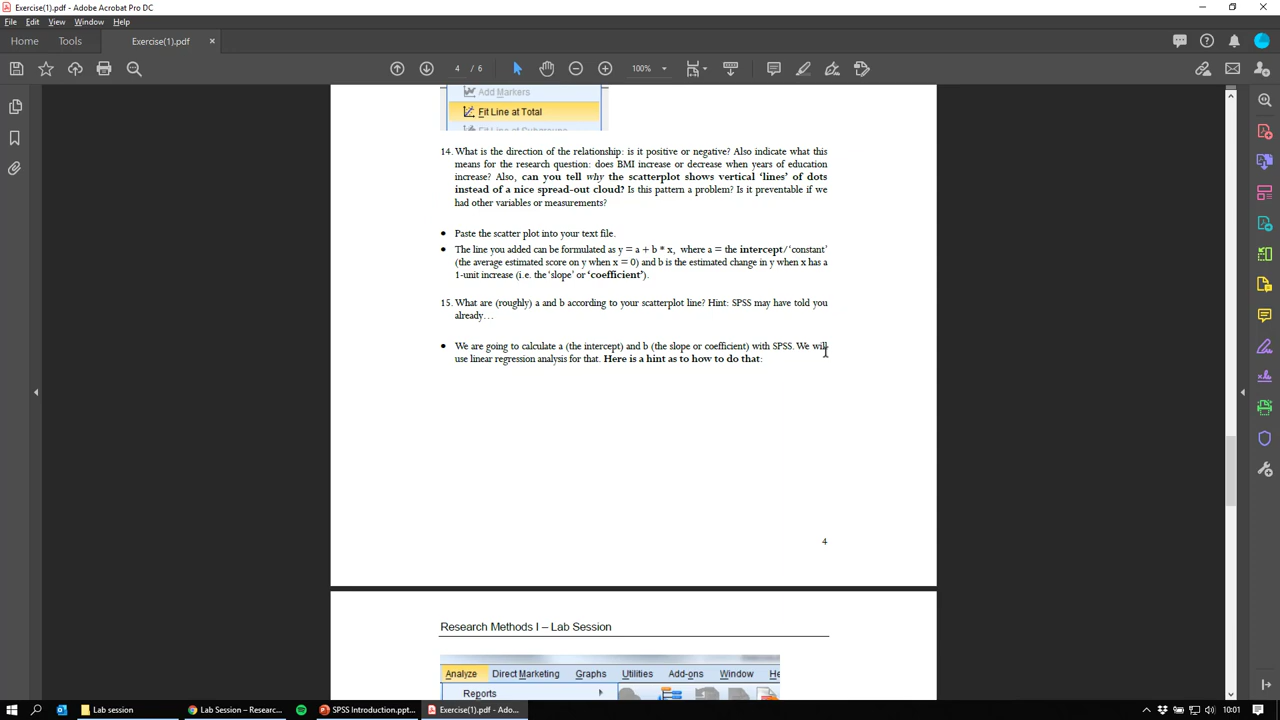 Exercise(1).pdf - Adobe Acrobat Pro DC
File Edit View Window Help
Home Tools Exercise(1).pdf ×
4 / 6 100%
Add Markers
Fit Line at Total
Fit Line at Subgroups
14. What is the direction of the relationship: is it positive or negative? Also indicate what this
means for the research question: does BMI increase or decrease when years of education
increase? Also, can you tell why the scatterplot shows vertical ‘lines’ of dots
instead of a nice spread-out cloud? Is this pattern a problem? Is it preventable if we
had other variables or measurements?
• Paste the scatter plot into your text file.
• The line you added can be formulated as y = a + b * x, where a = the intercept/‘constant’
(the average estimated score on y when x = 0) and b is the estimated change in y when x has a
1-unit increase (i.e. the ‘slope’ or ‘coefficient’).
15. What are (roughly) a and b according to your scatterplot line? Hint: SPSS may have told you
already…
• We are going to calculate a (the intercept) and b (the slope or coefficient) with SPSS. We will
use linear regression analysis for that. Here is a hint as to how to do that:
4
Research Methods I – Lab Session
Analyze Direct Marketing Graphs Utilities Add-ons Window He
Reports
Lab session Lab Session – Researc... SPSS Introduction.ppt... Exercise(1).pdf - Ado... 10:01